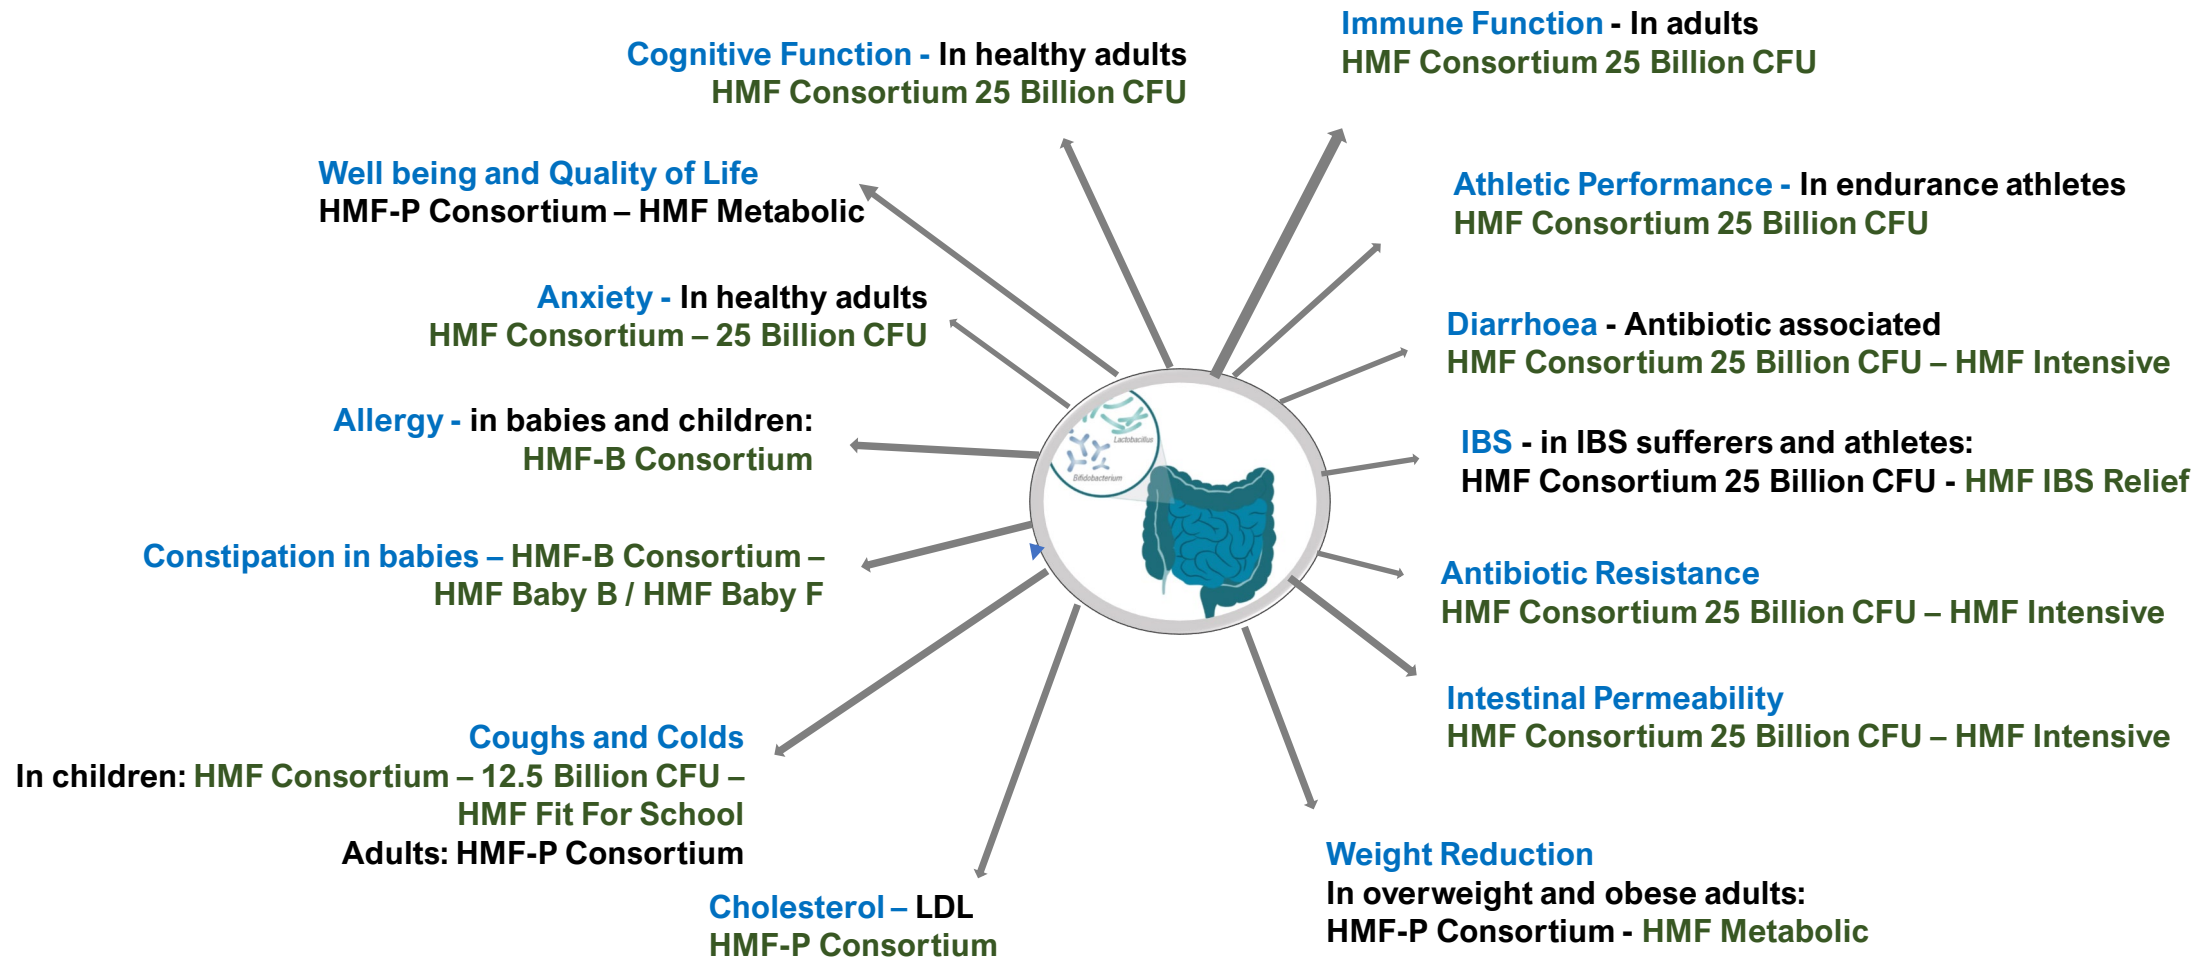 Cognitive Function - In healthy adults
HMF Consortium 25 Billion CFU
Immune Function - In adults
HMF Consortium 25 Billion CFU
Well being and Quality of Life
HMF-P Consortium – HMF Metabolic
Athletic Performance - In endurance athletes
HMF Consortium 25 Billion CFU
Anxiety - In healthy adults
HMF Consortium – 25 Billion CFU
Diarrhoea - Antibiotic associated
HMF Consortium 25 Billion CFU – HMF Intensive
Allergy - in babies and children:
HMF-B Consortium
Lactobacillus
Bifidobacterium
IBS - in IBS sufferers and athletes:
HMF Consortium 25 Billion CFU - HMF IBS Relief
Constipation in babies – HMF-B Consortium –
HMF Baby B / HMF Baby F
Antibiotic Resistance
HMF Consortium 25 Billion CFU – HMF Intensive
Intestinal Permeability
HMF Consortium 25 Billion CFU – HMF Intensive
Coughs and Colds
In children: HMF Consortium – 12.5 Billion CFU –
HMF Fit For School
Adults: HMF-P Consortium
Cholesterol – LDL
HMF-P Consortium
Weight Reduction
In overweight and obese adults:
HMF-P Consortium - HMF Metabolic